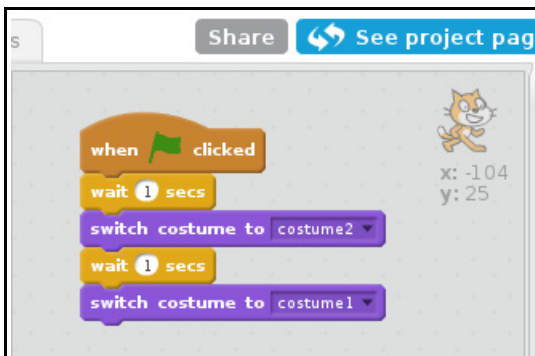 s
Share
See project pag
when clicked
wait 1 secs
switch costume to costume2
wait 1 secs
switch costume to costume1
x: -104
y: 25